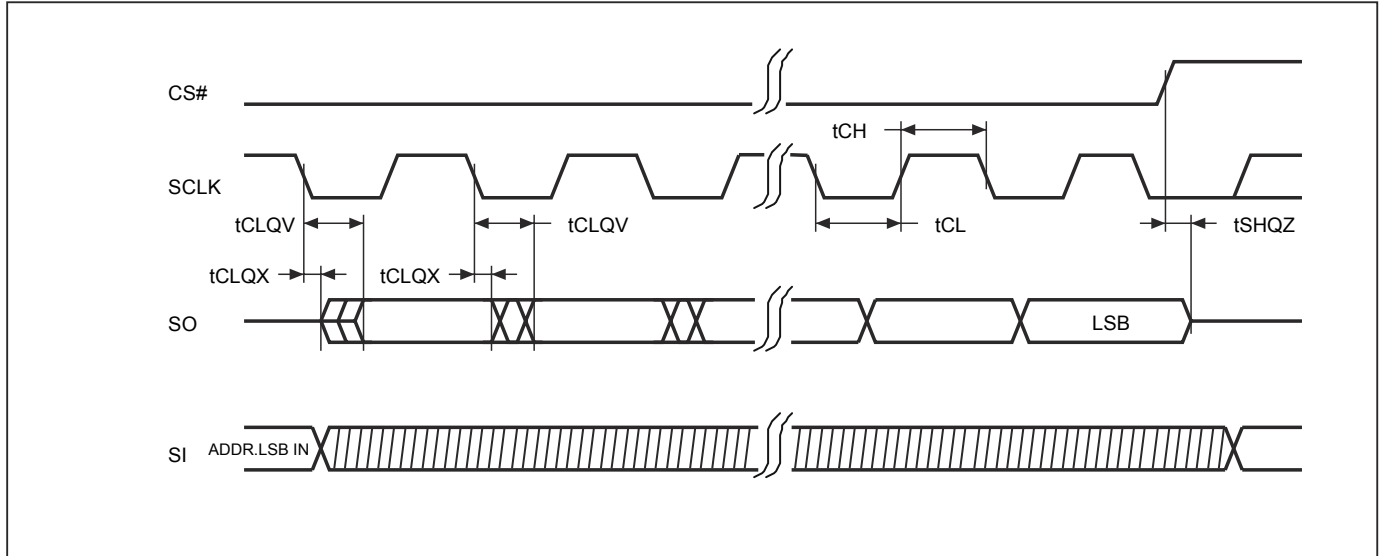 CS#
tCH
SCLK
tCLQV
tCLQV
tCL
tSHQZ
tCLQX
tCLQX
SO
LSB
SI
ADDR.LSB IN